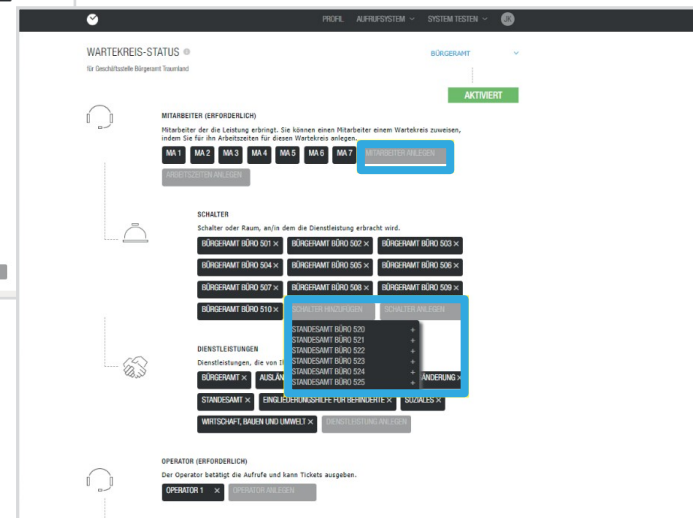 PROFIL AUFRUFSYSTEM SYSTEM TESTEN JK
WARTEKREIS-STATUS
BÜRGERAMT
für Geschäftsstelle Bürgeramt Traumland
AKTIVIERT
MITARBEITER (ERFORDERLICH)
Mitarbeiter der die Leistung erbringt. Sie können einen Mitarbeiter einem Wartekreis zuweisen,
indem Sie für ihn Arbeitszeiten für diesen Wartekreis anlegen.
MA 1 MA 2 MA 3 MA 4 MA 5 MA 6 MA 7 MITARBEITER ANLEGEN
ARBEITSZEITEN ANLEGEN
SCHALTER
Schalter oder Raum, an/in dem die Dienstleistung erbracht wird.
BÜRGERAMT BÜRO 501 × BÜRGERAMT BÜRO 502 × BÜRGERAMT BÜRO 503 ×
BÜRGERAMT BÜRO 504 × BÜRGERAMT BÜRO 505 × BÜRGERAMT BÜRO 506 ×
BÜRGERAMT BÜRO 507 × BÜRGERAMT BÜRO 508 × BÜRGERAMT BÜRO 509 ×
BÜRGERAMT BÜRO 510 × SCHALTER HINZUFÜGEN SCHALTER ANLEGEN
STANDESAMT BÜRO 520 +
STANDESAMT BÜRO 521 +
STANDESAMT BÜRO 522 +
STANDESAMT BÜRO 523 +
STANDESAMT BÜRO 524 +
STANDESAMT BÜRO 525 +
DIENSTLEISTUNGEN
Dienstleistungen, die von
BÜRGERAMT × AUSLÄN ÄNDERUNG ×
STANDESAMT × EINGLIEDERUNGSHILFE FÜR BEHINDERTE × SOZIALES ×
WIRTSCHAFT, BAUEN UND UMWELT × DIENSTLEISTUNG ANLEGEN
OPERATOR (ERFORDERLICH)
Der Operator betätigt die Aufrufe und kann Tickets ausgeben.
OPERATOR 1 × OPERATOR ANLEGEN